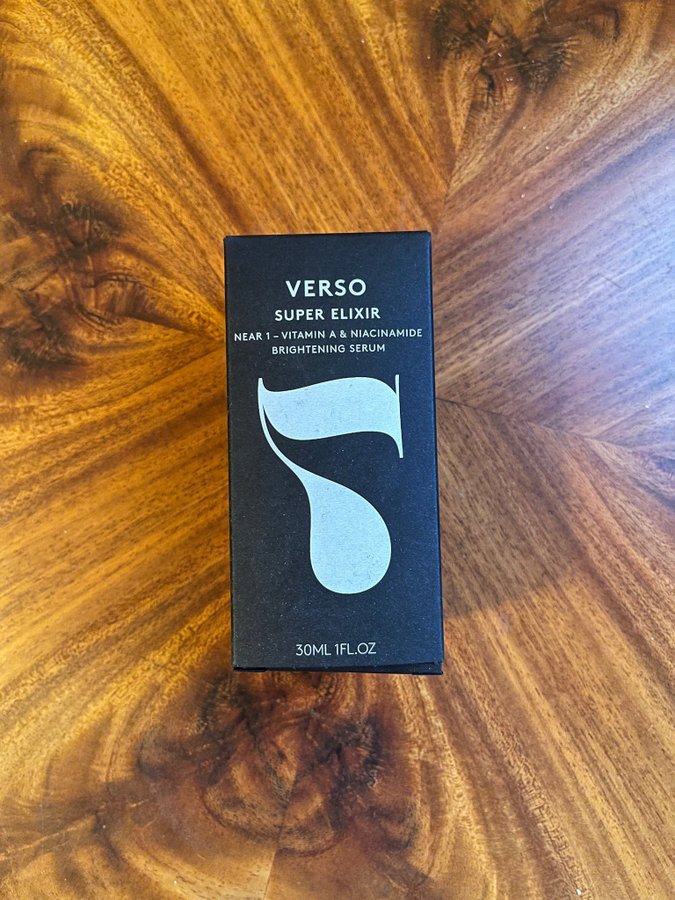 VERSO
SUPER ELIXIR
NEAR 1 – VITAMIN A & NIACINAMIDE
BRIGHTENING SERUM
7
30ML 1FL.OZ